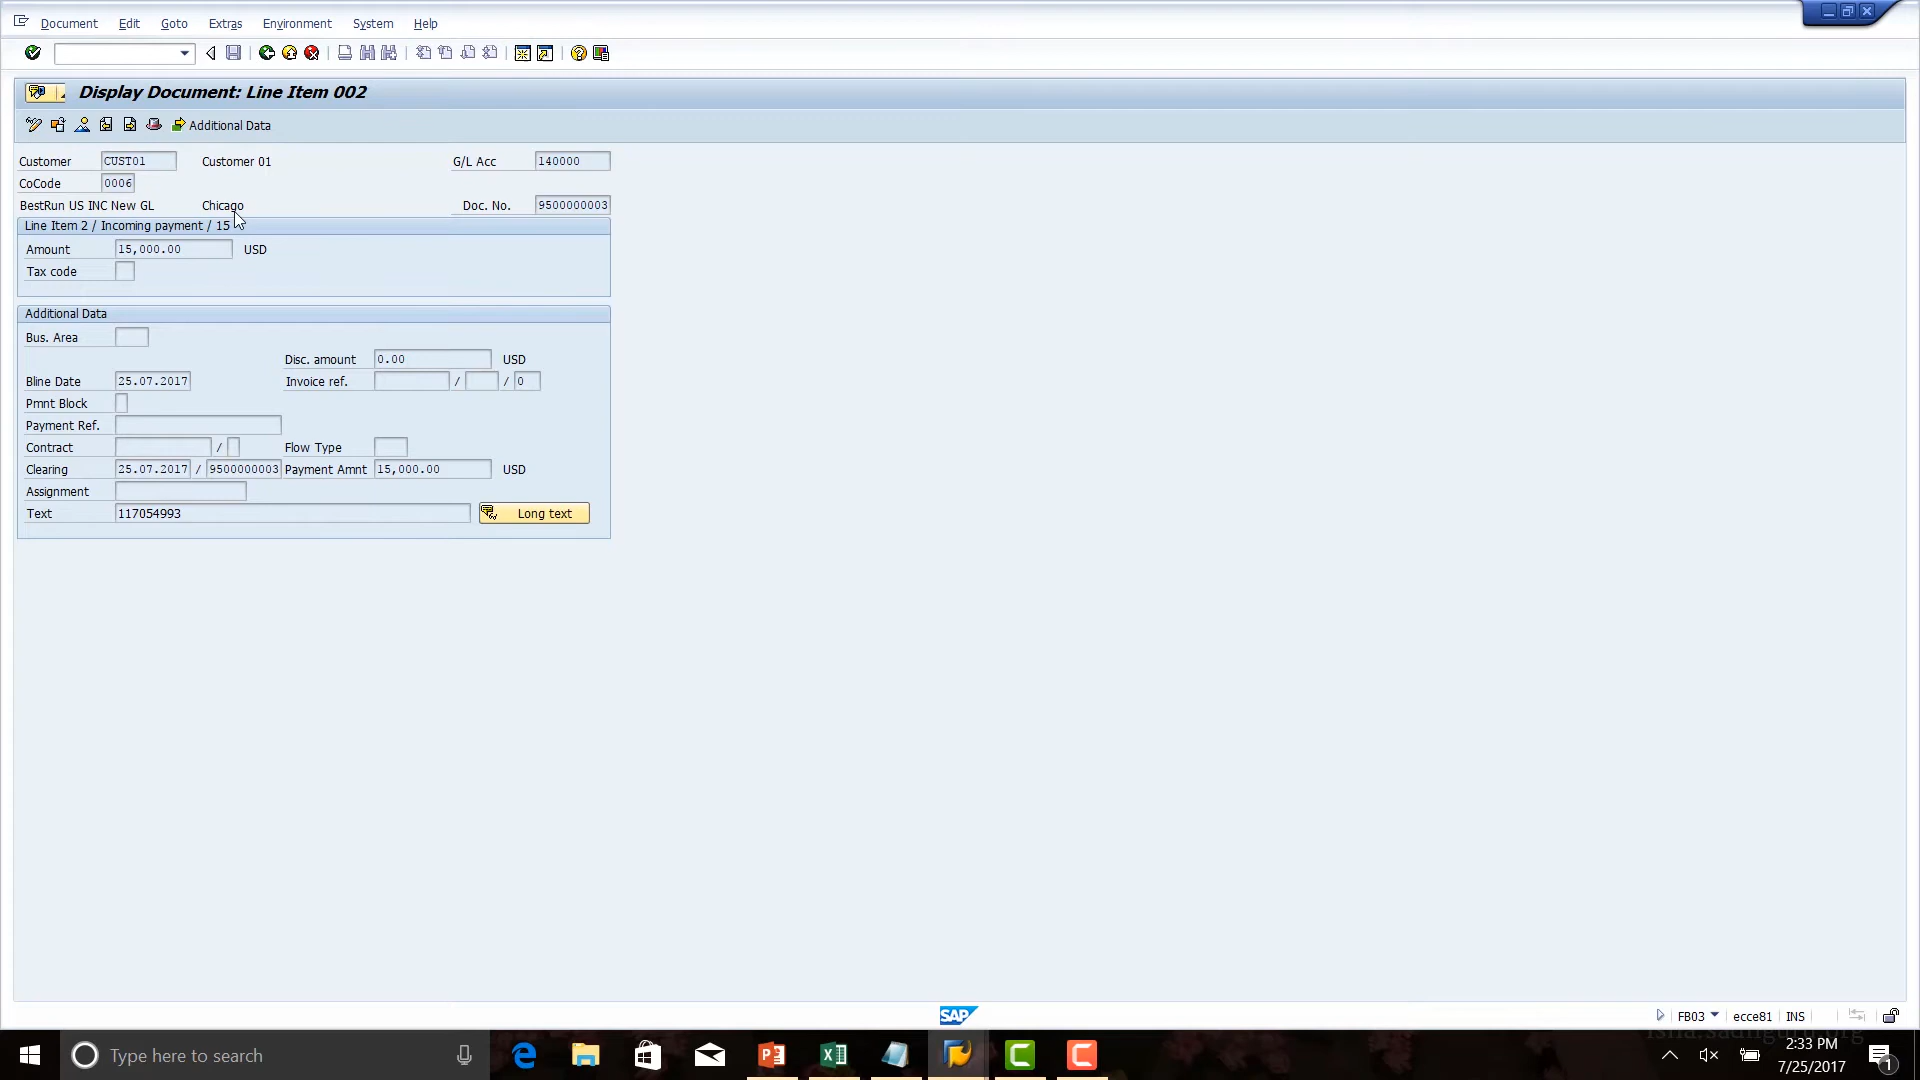 Document Edit Goto Extras Environment System Help
Display Document: Line Item 002
Additional Data
Customer CUST01 Customer 01 G/L Acc 140000
CoCode 0006
BestRun US INC New GL Chicago Doc. No. 9500000003
Line Item 2 / Incoming payment / 15
Amount 15,000.00 USD
Tax code
Additional Data
Bus. Area
Disc. amount 0.00 USD
Bline Date 25.07.2017 Invoice ref. / / 0
Pmnt Block
Payment Ref.
Contract / Flow Type
Clearing 25.07.2017 / 9500000003 Payment Amnt 15,000.00 USD
Assignment
Text 117054993 Long text
SAP
FB03 ecce81 INS
isha.sadhguru.org
Type here to search
2:33 PM
7/25/2017
1